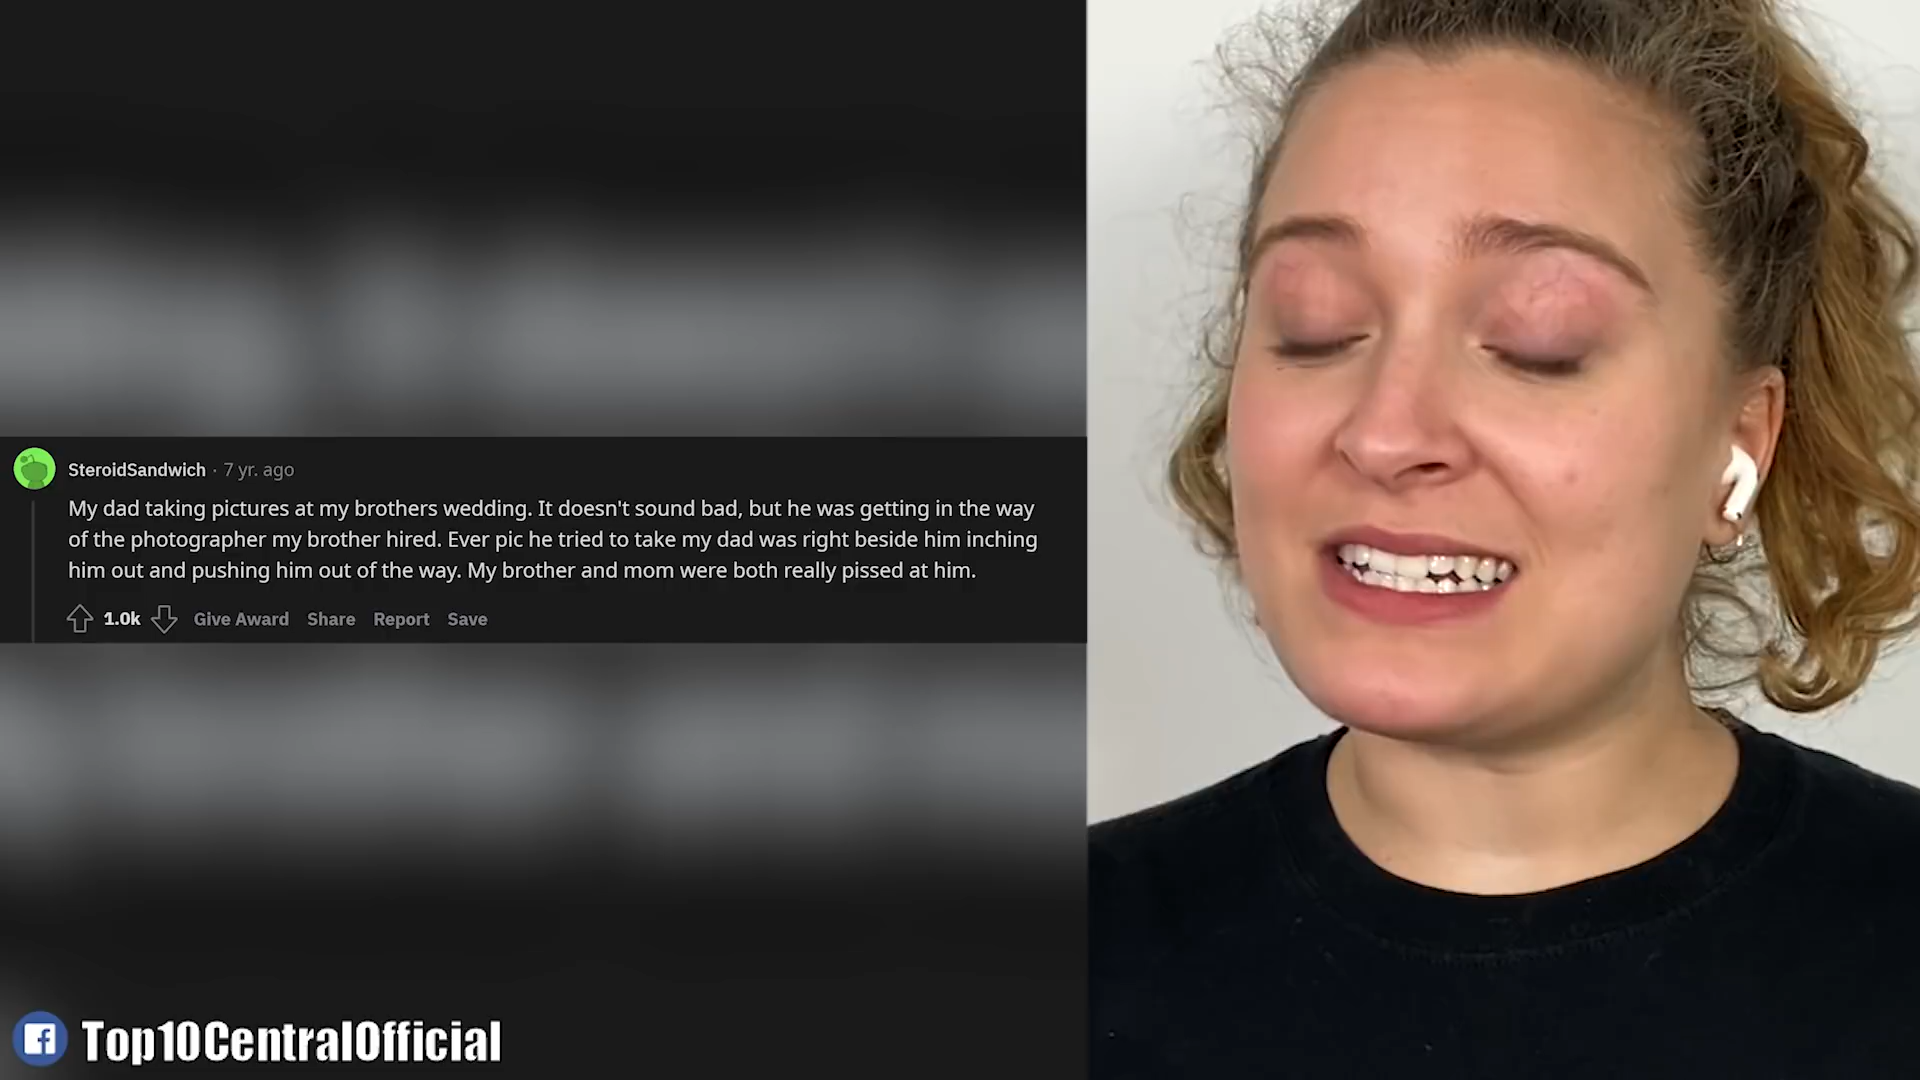 SteroidSandwich · 7 yr. ago
My dad taking pictures at my brothers wedding. It doesn't sound bad, but he was getting in the way
of the photographer my brother hired. Ever pic he tried to take my dad was right beside him inching
him out and pushing him out of the way. My brother and mom were both really pissed at him.
1.0k Give Award Share Report Save
Top10CentralOfficial